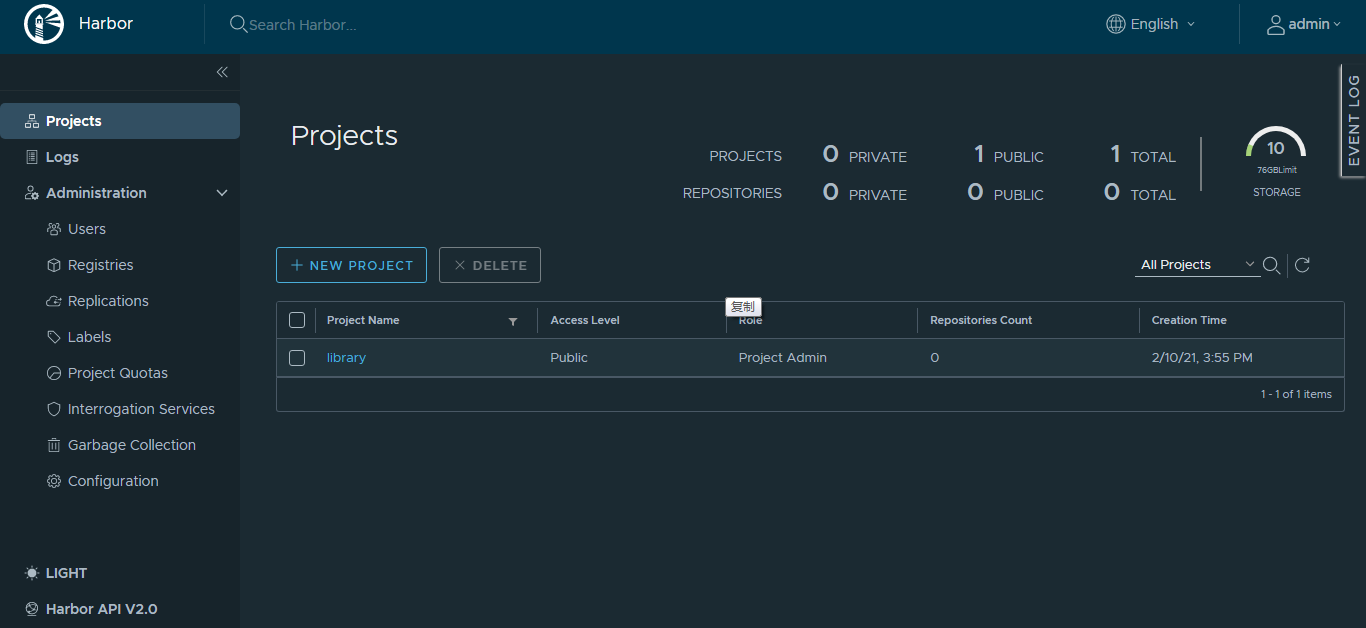 Harbor
Search Harbor...
English
admin
EVENT LOG
Projects
Logs
Administration
Users
Registries
Replications
Labels
Project Quotas
Interrogation Services
Garbage Collection
Configuration
LIGHT
Harbor API V2.0
Projects
PROJECTS 0 PRIVATE 1 PUBLIC 1 TOTAL
REPOSITORIES 0 PRIVATE 0 PUBLIC 0 TOTAL
10
76GBLimit
STORAGE
+ NEW PROJECT
× DELETE
All Projects
复制
Project Name Access Level Role Repositories Count Creation Time
library Public Project Admin 0 2/10/21, 3:55 PM
1 - 1 of 1 items